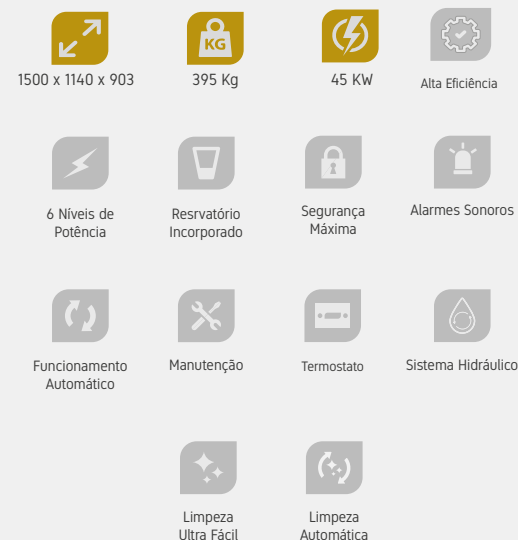 KG
1500 x 1140 x 903
395 Kg
45 KW
Alta Eficiência
6 Níveis de
Potência
Resrvatório
Incorporado
Segurança
Máxima
Alarmes Sonoros
Funcionamento
Automático
Manutenção
Termostato
Sistema Hidráulico
Limpeza
Ultra Fácil
Limpeza
Automática